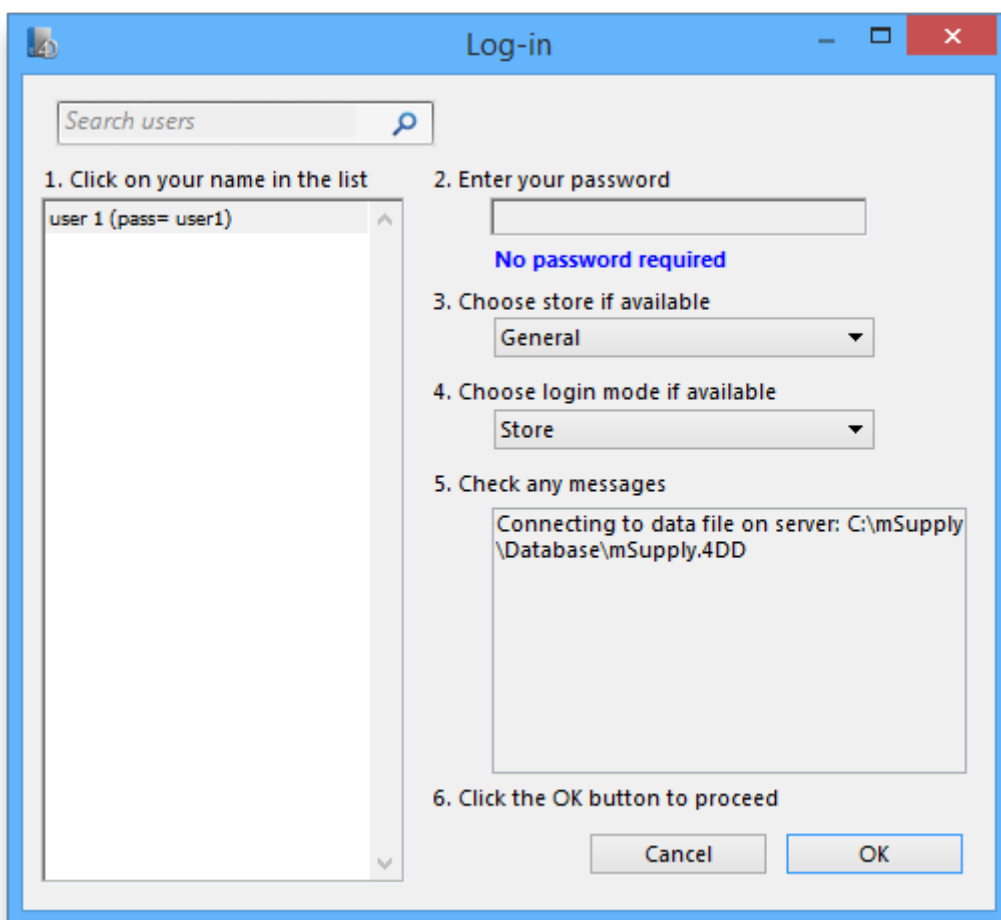 Log-in
Search users
1. Click on your name in the list
user 1 (pass= user1)
2. Enter your password
No password required
3. Choose store if available
General
4. Choose login mode if available
Store
5. Check any messages
Connecting to data file on server: C:\mSupply
\Database\mSupply.4DD
6. Click the OK button to proceed
Cancel
OK